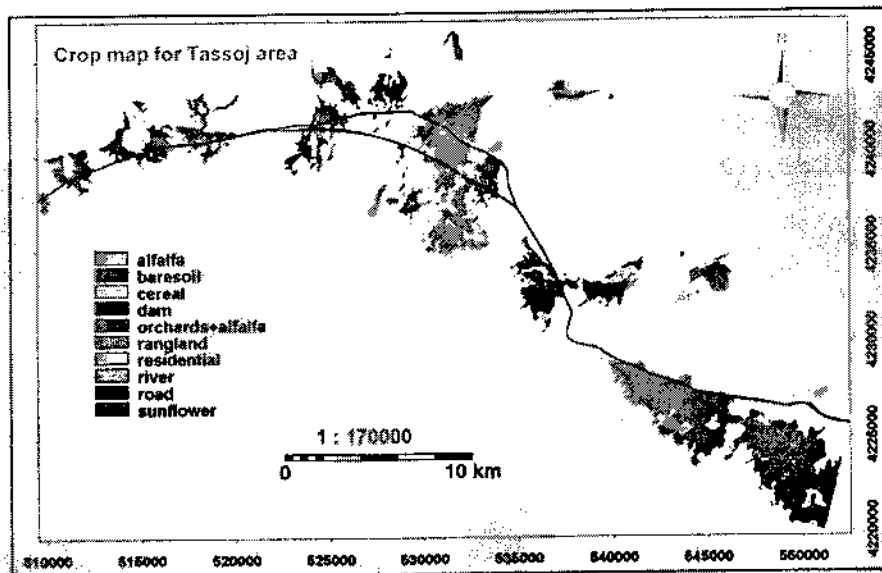 Crop map for Tassoj area
N
4245000
4240000
4235000
4230000
4225000
4220000
alfalfa
baresoil
cereal
dam
orchards+alfalfa
rangland
residential
river
road
sunflower
1 : 170000
0 10 km
510000 515000 520000 525000 530000 535000 540000 545000 550000